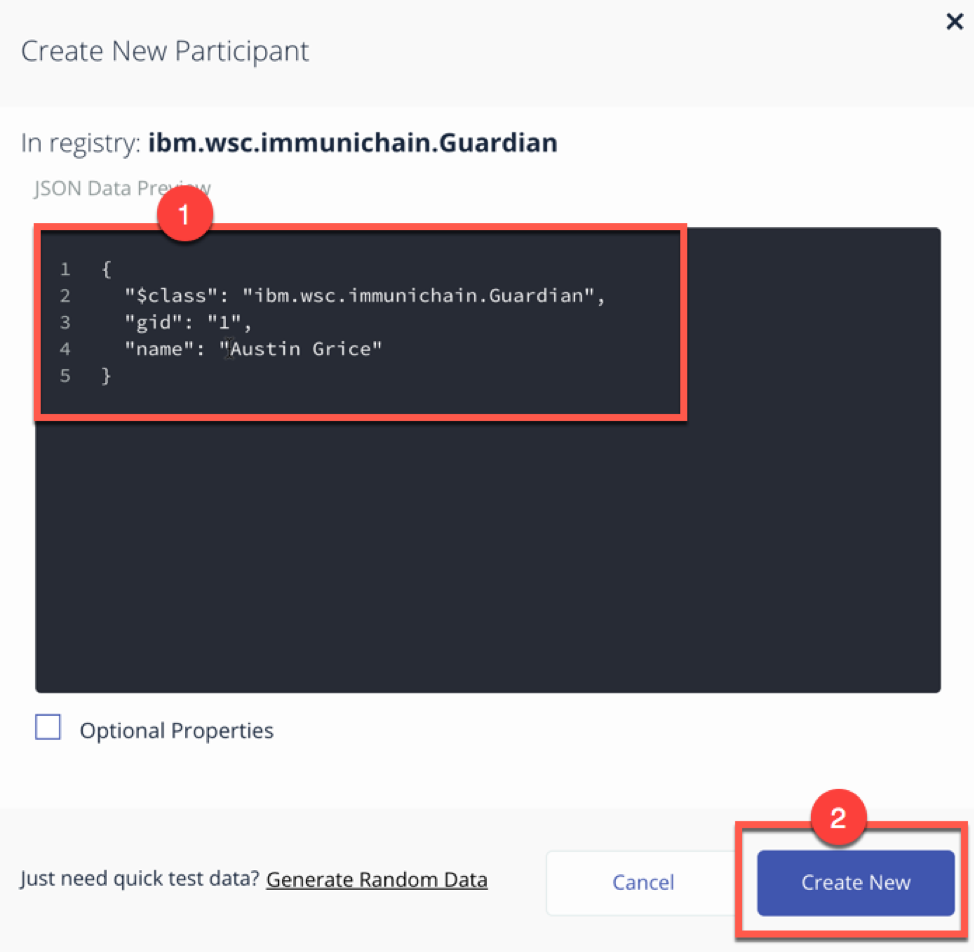 Create New Participant
In registry: ibm.wsc.immunichain.Guardian
JSON Data Preview
1
1 {
2 "$class": "ibm.wsc.immunichain.Guardian",
3 "gid": "1",
4 "name": "Austin Grice"
5 }
Optional Properties
2
Just need quick test data? Generate Random Data
Cancel
Create New